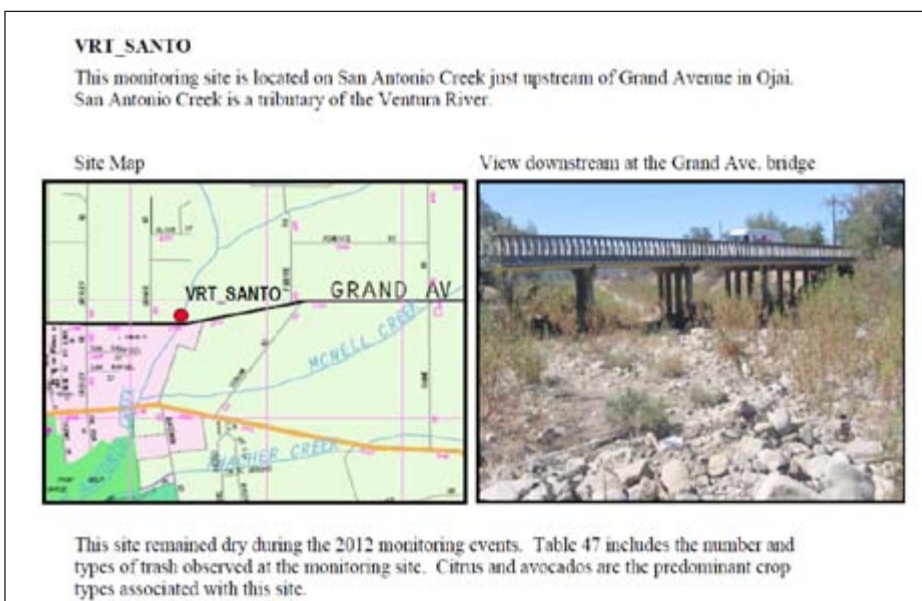 VRT_SANTO
This monitoring site is located on San Antonio Creek just upstream of Grand Avenue in Ojai.
San Antonio Creek is a tributary of the Ventura River.
Site Map
View downstream at the Grand Ave. bridge
VRT_SANTO
GRAND AV
MCNELL CREEK
CREEK
This site remained dry during the 2012 monitoring events. Table 47 includes the number and
types of trash observed at the monitoring site. Citrus and avocados are the predominant crop
types associated with this site.